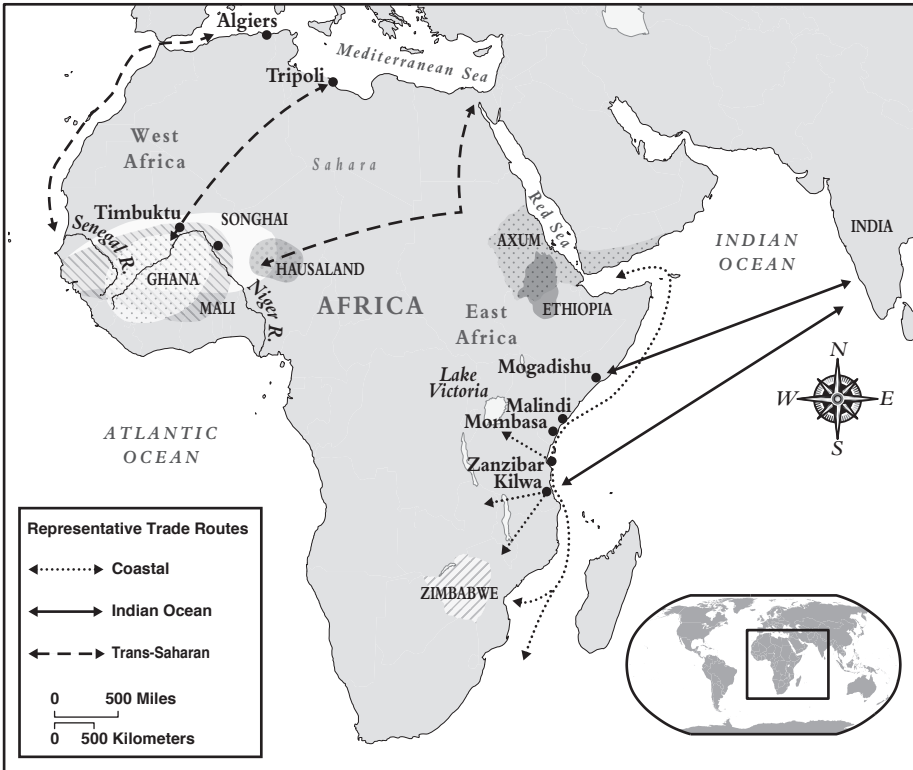 Algiers
Mediterranean Sea
Tripoli
West
Africa
Sahara
Timbuktu
SONGHAI
Senegal R.
Red Sea
AXUM
INDIA
INDIAN
OCEAN
GHANA
HAUSALAND
MALI
Niger R.
AFRICA
ETHIOPIA
East
Africa
Mogadishu
Lake
Victoria
Malindi
Mombasa
N
W
E
S
ATLANTIC
OCEAN
Zanzibar
Kilwa
ZIMBABWE
Representative Trade Routes
Coastal
Indian Ocean
Trans-Saharan
0 500 Miles
0 500 Kilometers